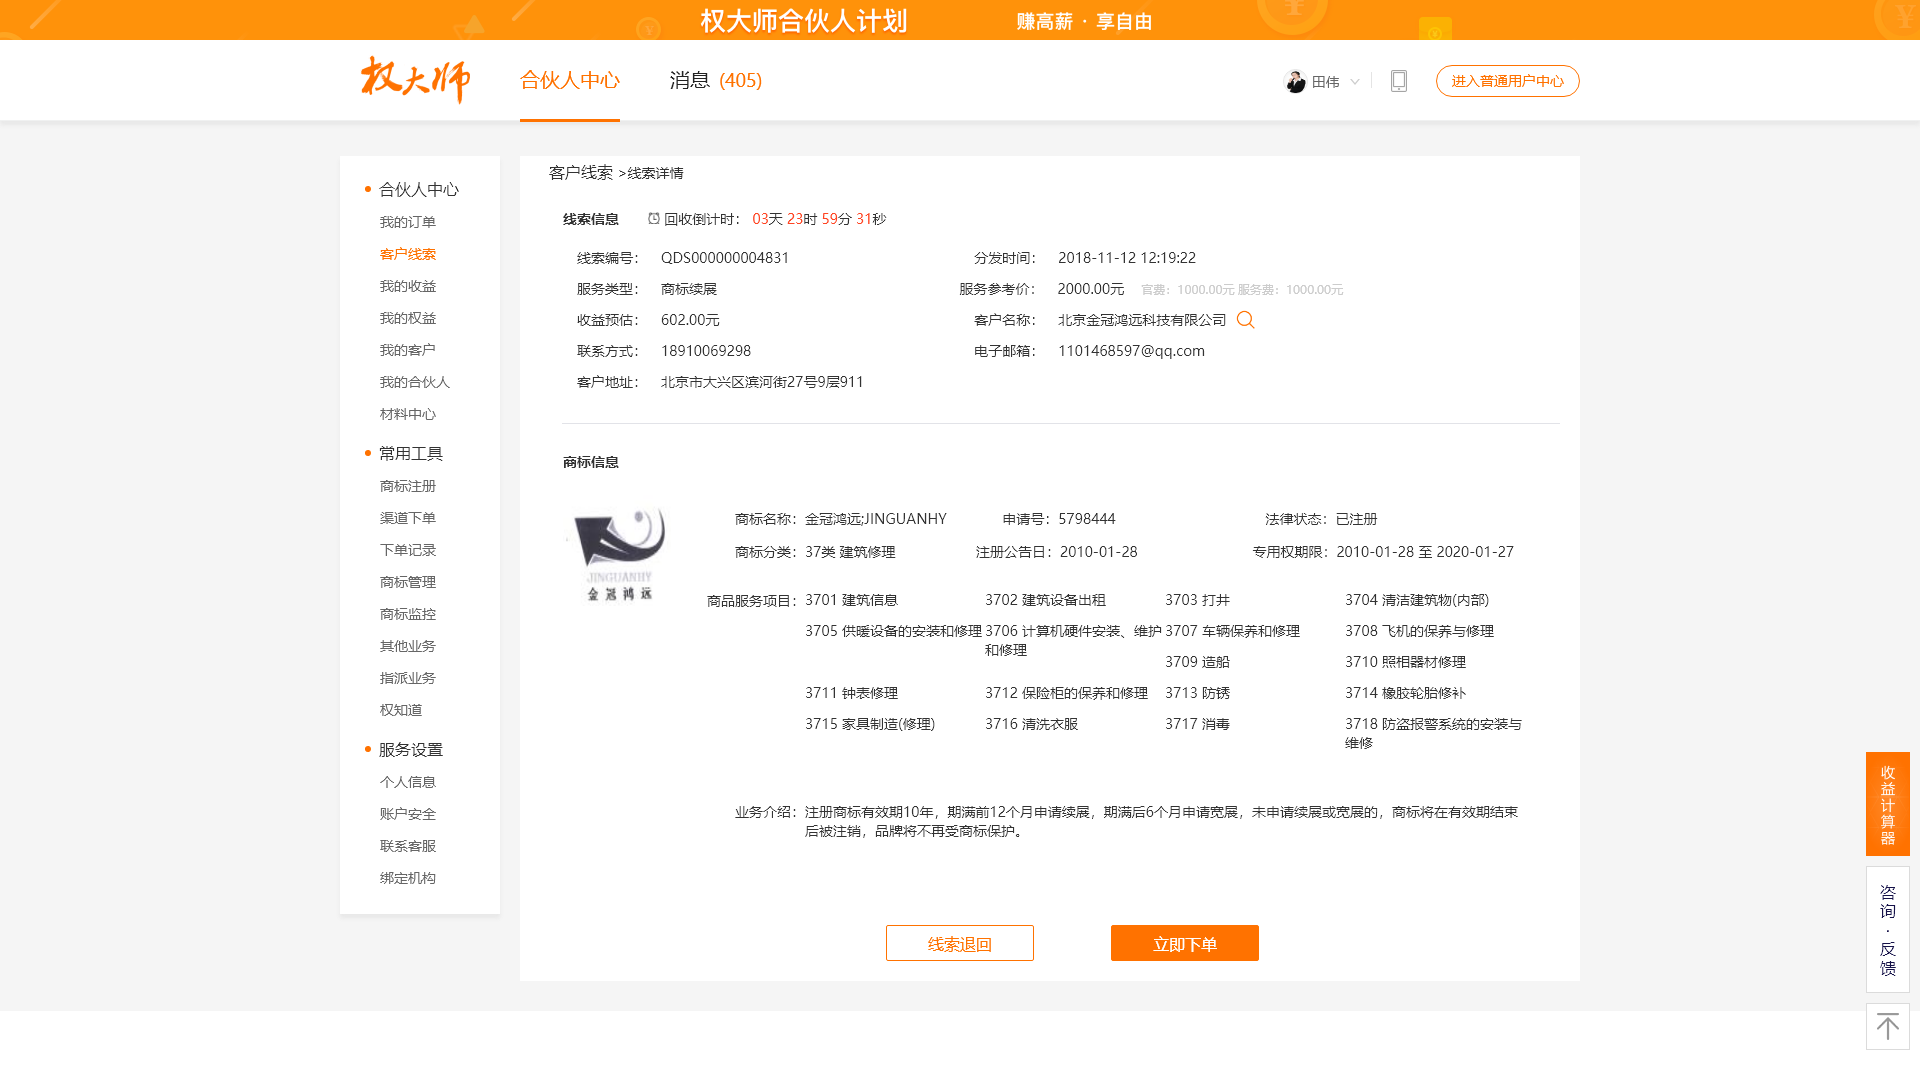 权大师合伙人计划 赚高薪 · 享自由
权大师 合伙人中心 消息 (405) 田伟 进入普通用户中心
合伙人中心
我的订单
客户线索
我的收益
我的权益
我的客户
我的合伙人
材料中心
常用工具
商标注册
渠道下单
下单记录
商标管理
商标监控
其他业务
指派业务
权知道
服务设置
个人信息
账户安全
联系客服
绑定机构
客户线索 >线索详情
线索信息 回收倒计时： 03天 23时 59分 31秒
线索编号： QDS000000004831 分发时间： 2018-11-12 12:19:22
服务类型： 商标续展 服务参考价： 2000.00元 官费：1000.00元 服务费：1000.00元
收益预估： 602.00元 客户名称： 北京金冠鸿远科技有限公司
联系方式： 18910069298 电子邮箱： 1101468597@qq.com
客户地址： 北京市大兴区滨河街27号9层911
商标信息
JINGUANHY
金冠鸿远
商标名称： 金冠鸿远;JINGUANHY 申请号： 5798444 法律状态： 已注册
商标分类： 37类 建筑修理 注册公告日： 2010-01-28 专用权期限： 2010-01-28 至 2020-01-27
商品服务项目： 3701 建筑信息 3702 建筑设备出租 3703 打井 3704 清洁建筑物(内部)
3705 供暖设备的安装和修理 3706 计算机硬件安装、维护 3707 车辆保养和修理 3708 飞机的保养与修理
和修理
3709 造船 3710 照相器材修理
3711 钟表修理 3712 保险柜的保养和修理 3713 防锈 3714 橡胶轮胎修补
3715 家具制造(修理) 3716 清洗衣服 3717 消毒 3718 防盗报警系统的安装与
维修
业务介绍： 注册商标有效期10年，期满前12个月申请续展，期满后6个月申请宽展，未申请续展或宽展的，商标将在有效期结束
后被注销，品牌将不再受商标保护。
线索退回 立即下单
收益计算器
咨询·反馈